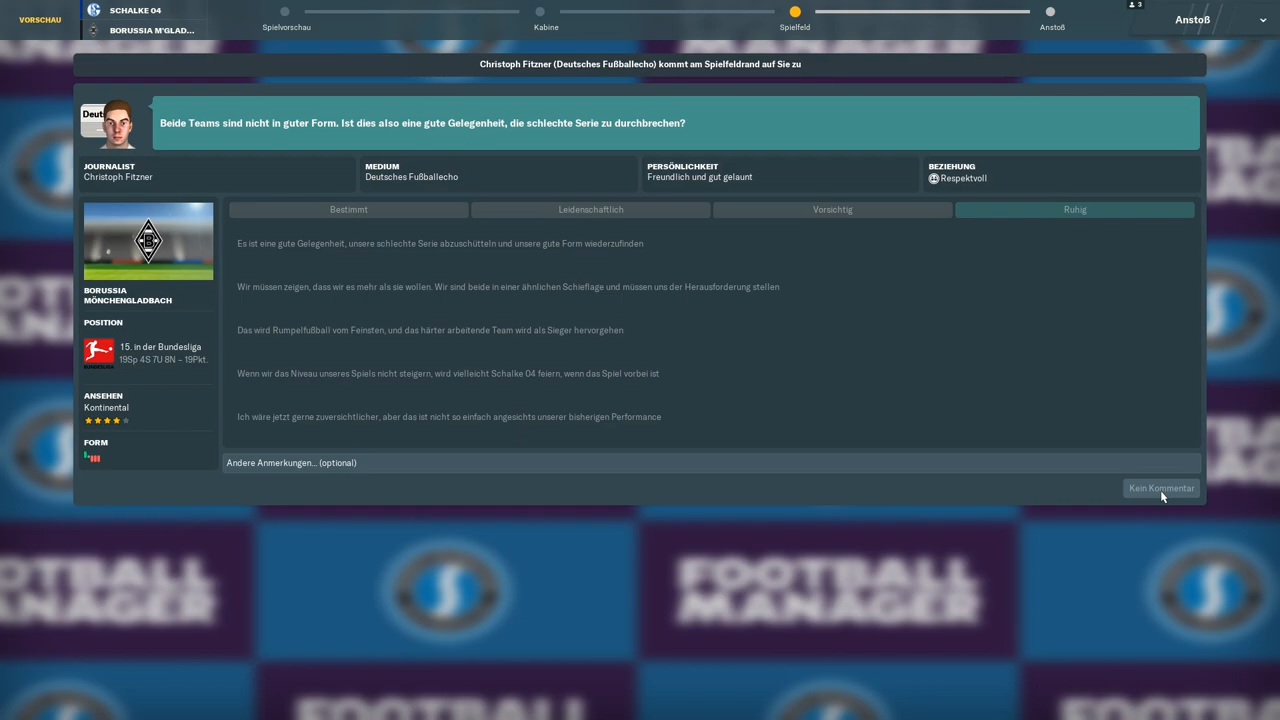 VORSCHAU
SCHALKE 04
BORUSSIA M'GLAD...
Spielvorschau
Kabine
Spielfeld
Anstoß
3
Anstoß
Christoph Fitzner (Deutsches Fußballecho) kommt am Spielfeldrand auf Sie zu
Deut
Beide Teams sind nicht in guter Form. Ist dies also eine gute Gelegenheit, die schlechte Serie zu durchbrechen?
JOURNALIST
Christoph Fitzner
MEDIUM
Deutsches Fußballecho
PERSÖNLICHKEIT
Freundlich und gut gelaunt
BEZIEHUNG
Respektvoll
Bestimmt
Leidenschaftlich
Vorsichtig
Ruhig
Es ist eine gute Gelegenheit, unsere schlechte Serie abzuschütteln und unsere gute Form wiederzufinden
Wir müssen zeigen, dass wir es mehr als sie wollen. Wir sind beide in einer ähnlichen Schieflage und müssen uns der Herausforderung stellen
Das wird Rumpelfußball vom Feinsten, und das härter arbeitende Team wird als Sieger hervorgehen
Wenn wir das Niveau unseres Spiels nicht steigern, wird vielleicht Schalke 04 feiern, wenn das Spiel vorbei ist
Ich wäre jetzt gerne zuversichtlicher, aber das ist nicht so einfach angesichts unserer bisherigen Performance
B
BORUSSIA
MÖNCHENGLADBACH
POSITION
BUNDESLIGA
15. in der Bundesliga
19Sp 4S 7U 8N – 19Pkt.
ANSEHEN
Kontinental
FORM
Andere Anmerkungen... (optional)
Kein Kommentar
OTBALL
ANAGER
FOOTBALL
MANAGER
FOOTBALL
FOOTBALL